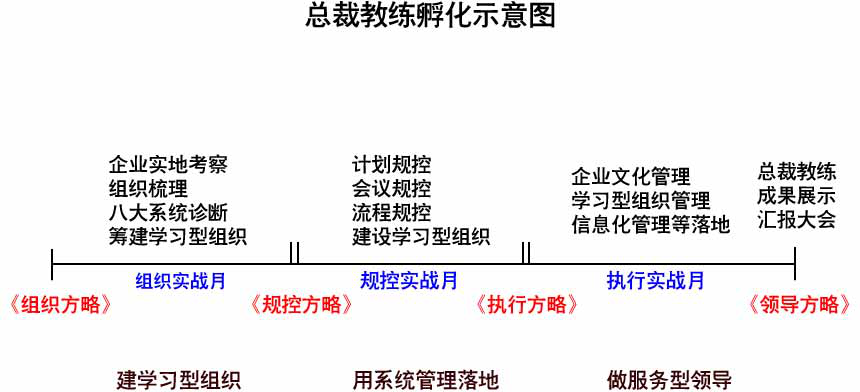 总裁教练孵化示意图
企业实地考察
组织梳理
八大系统诊断
筹建学习型组织
计划规控
会议规控
流程规控
建设学习型组织
企业文化管理
学习型组织管理
信息化管理等落地
总裁教练
成果展示
汇报大会
组织实战月
规控实战月
执行实战月
《组织方略》
《规控方略》
《执行方略》
《领导方略》
建学习型组织
用系统管理落地
做服务型领导